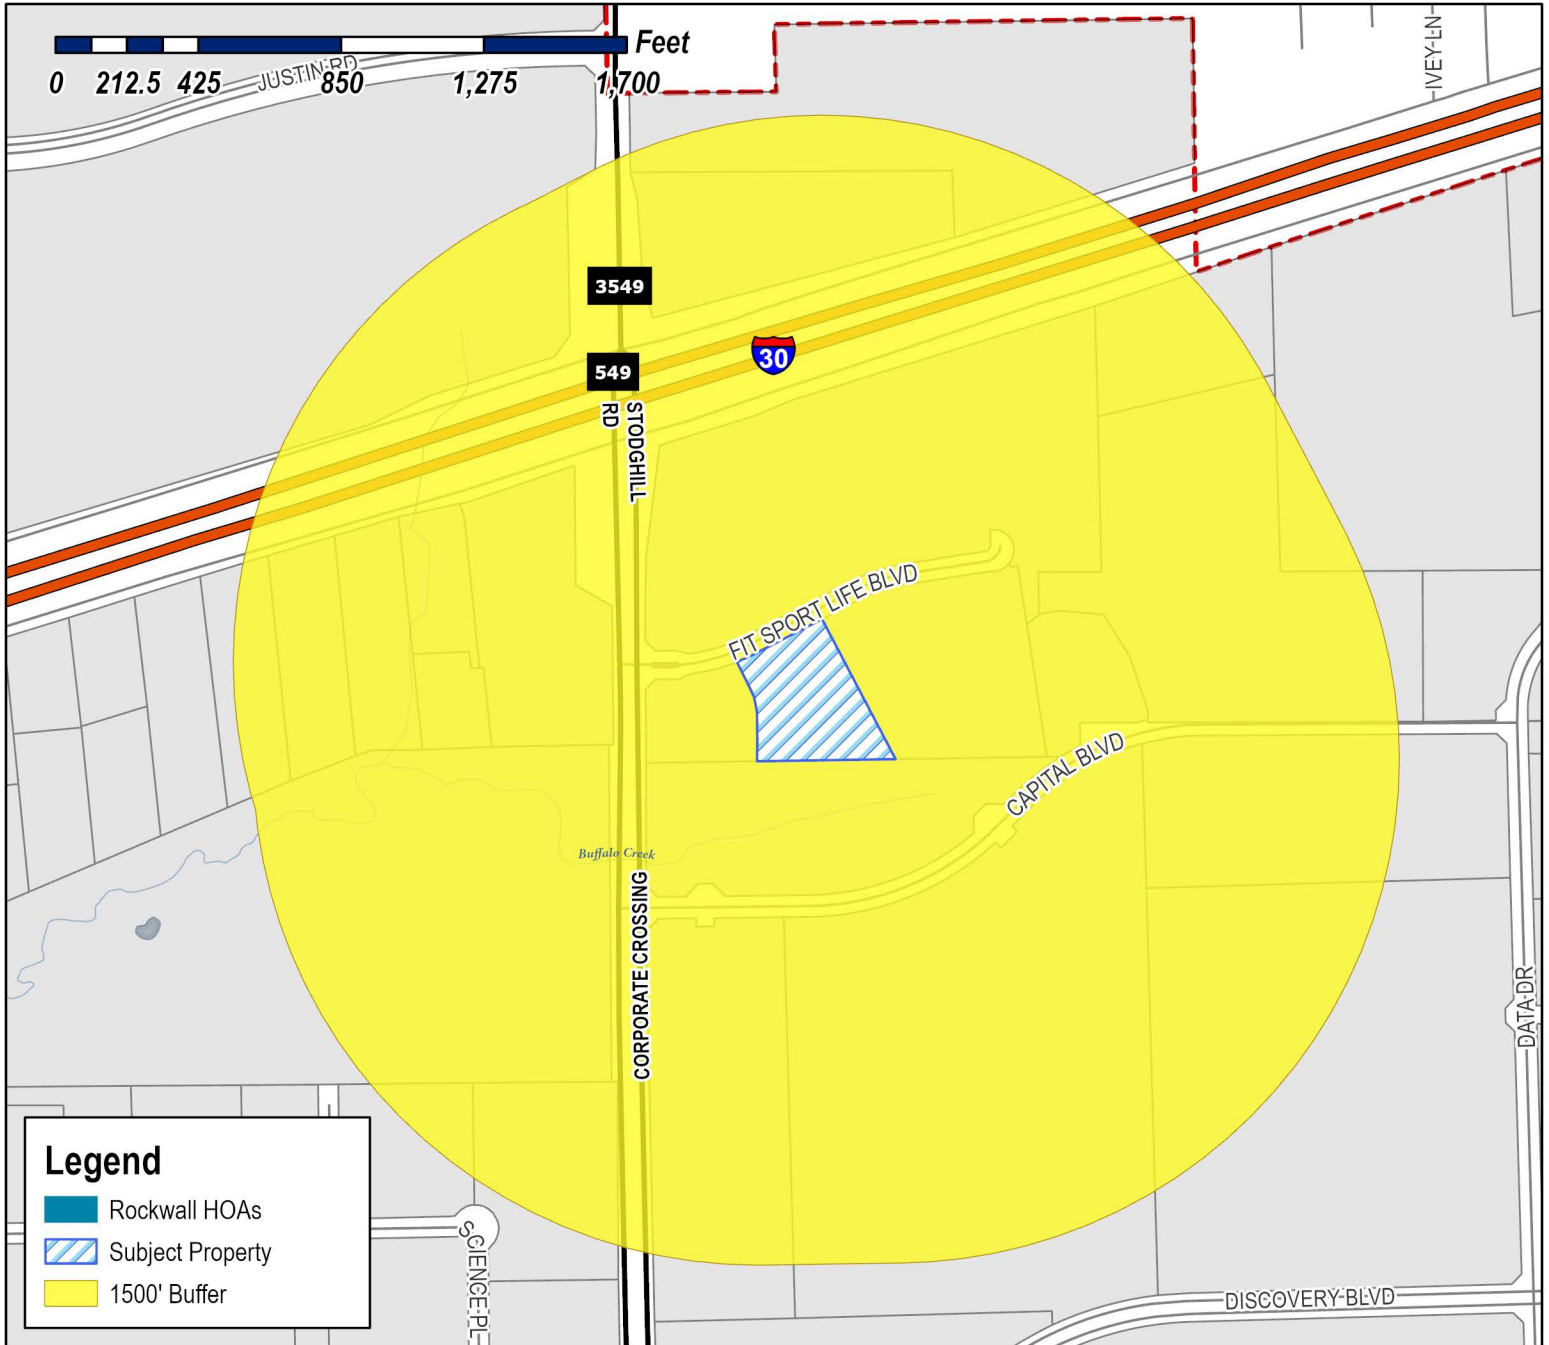 Feet
0 212.5 425 850 1,275 1,700
JUSTIN RD
IVEY LN
3549
30
549
STODGHILL
RD
FIT SPORT LIFE BLVD
CAPITAL BLVD
Buffalo Creek
CORPORATE CROSSING
DATA DR
Legend
Rockwall HOAs
Subject Property
1500' Buffer
SCIENCE PL
DISCOVERY BLVD